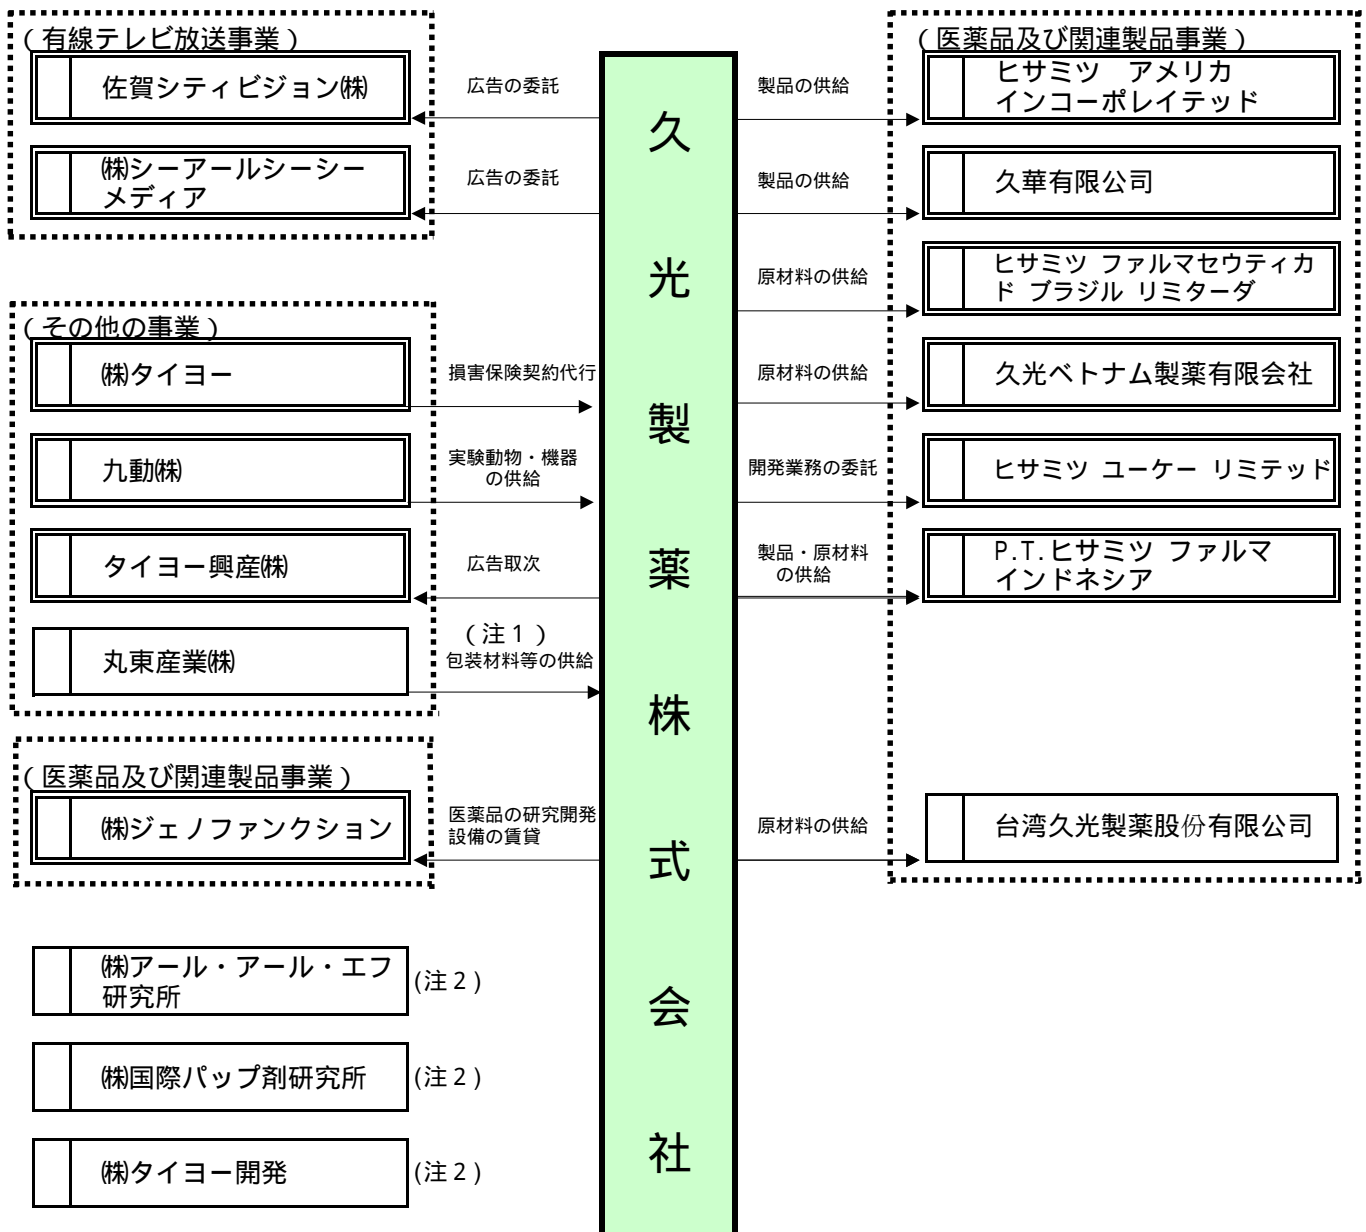 (有線テレビ放送事業)
佐賀シティビジョン㈱
広告の委託
㈱シーアールシーシー
メディア
広告の委託
(その他の事業)
㈱タイヨー
損害保険契約代行
九動㈱
実験動物・機器
の供給
タイヨー興産㈱
広告取次
丸東産業㈱
(注1)
包装材料等の供給
(医薬品及び関連製品事業)
㈱ジェノファンクション
医薬品の研究開発
設備の賃貸
㈱アール・アール・エフ
研究所
(注2)
㈱国際パップ剤研究所
(注2)
㈱タイヨー開発
(注2)
久光製薬株式会社
(医薬品及び関連製品事業)
製品の供給
ヒサミツ アメリカ
インコーポレイテッド
製品の供給
久華有限公司
原材料の供給
ヒサミツ ファルマセウティカ
ド ブラジル リミターダ
原材料の供給
久光ベトナム製薬有限会社
開発業務の委託
ヒサミツ ユーケー リミテッド
製品・原材料
の供給
P.T.ヒサミツ ファルマ
インドネシア
原材料の供給
台湾久光製薬股份有限公司